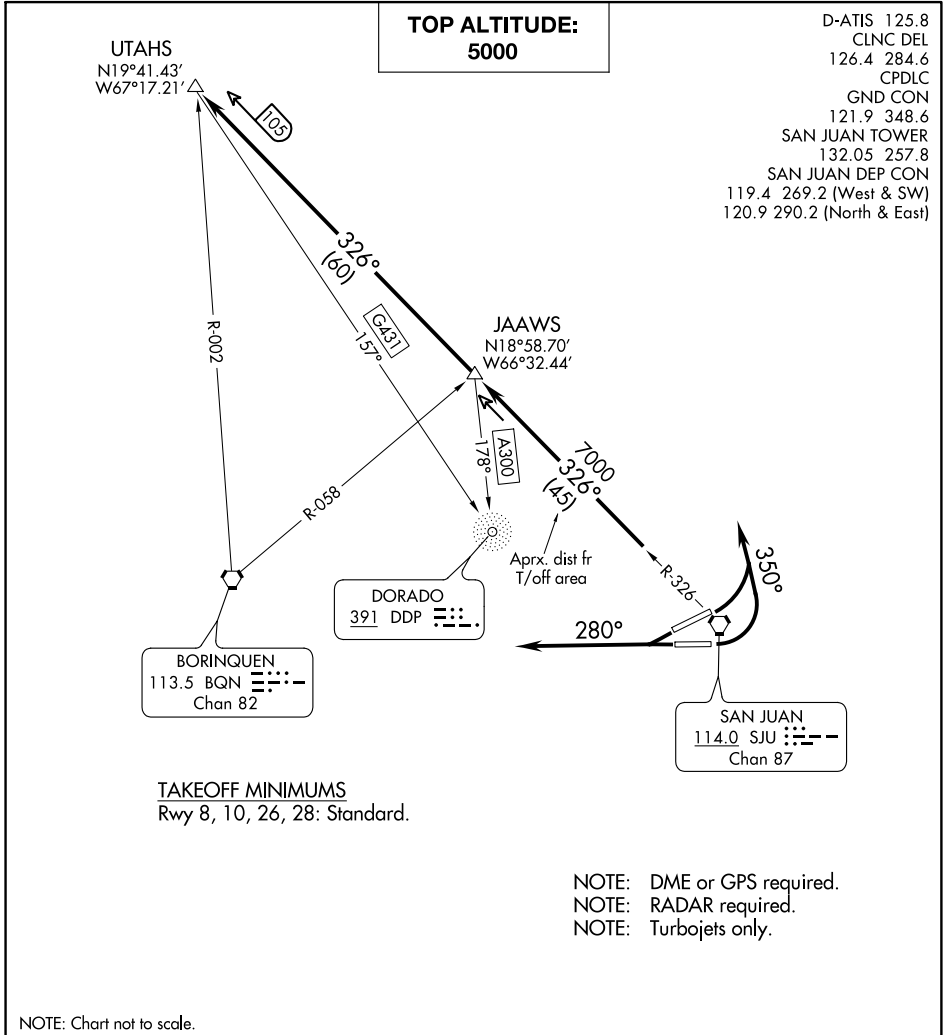 TOP ALTITUDE:
5000
D-ATIS 125.8
CLNC DEL
126.4 284.6
CPDLC
GND CON
121.9 348.6
SAN JUAN TOWER
132.05 257.8
SAN JUAN DEP CON
119.4 269.2 (West & SW)
120.9 290.2 (North & East)
UTAHS
N19°41.43'
W67°17.21'
105
326°
(60)
G431
157°
R-002
JAAWS
N18°58.70'
W66°32.44'
A300
178°
7000
326°
(45)
R-058
Aprx. dist fr
T/off area
R-326
350°
280°
DORADO
391 DDP
BORINQUEN
113.5 BQN
Chan 82
SAN JUAN
114.0 SJU
Chan 87
TAKEOFF MINIMUMS
Rwy 8, 10, 26, 28: Standard.
NOTE: DME or GPS required.
NOTE: RADAR required.
NOTE: Turbojets only.
NOTE: Chart not to scale.